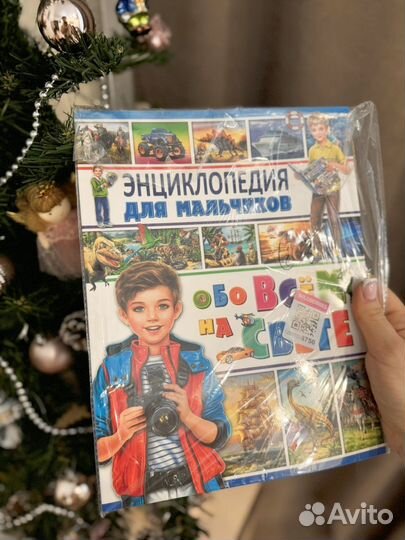 ЭНЦИКЛОПЕДИЯ
ДЛЯ МАЛЬЧИКОВ
ОБО ВСЁМ
НА СВЕТЕ
Avito